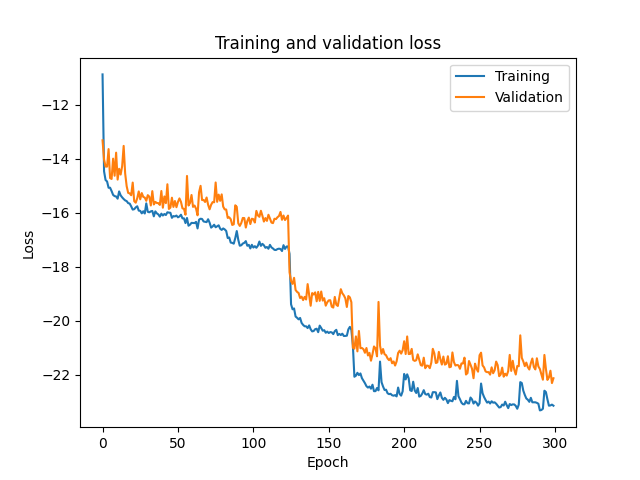 Training and validation loss
Training
Validation
−12
−14
−16
−18
−20
−22
Loss
0
50
100
150
200
250
300
Epoch